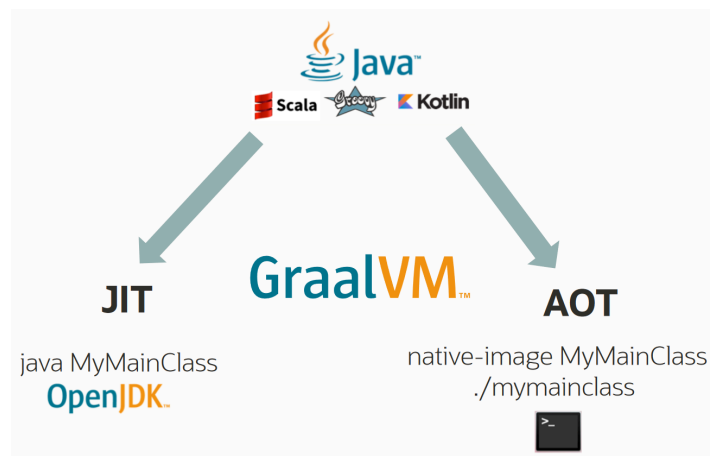 Java™
Scala Groovy Kotlin
GraalVM™
JIT
AOT
java MyMainClass
native-image MyMainClass
OpenJDK™
./mymainclass
>_